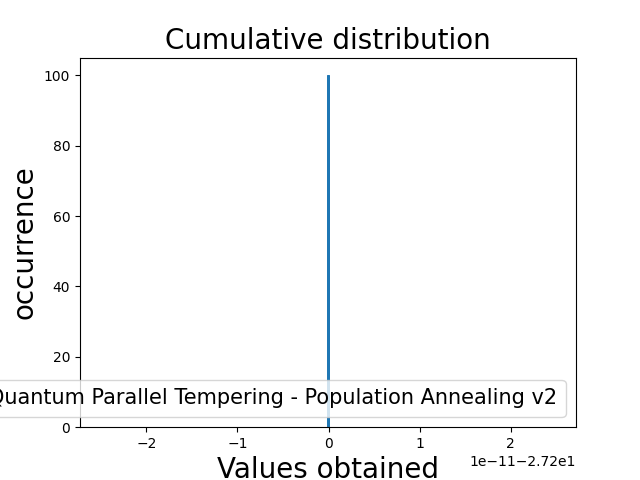 Cumulative distribution
100
80
60
40
20
0
occurrence
Quantum Parallel Tempering - Population Annealing v2
−2
−1
0
1
2
1e−11−2.72e1
Values obtained